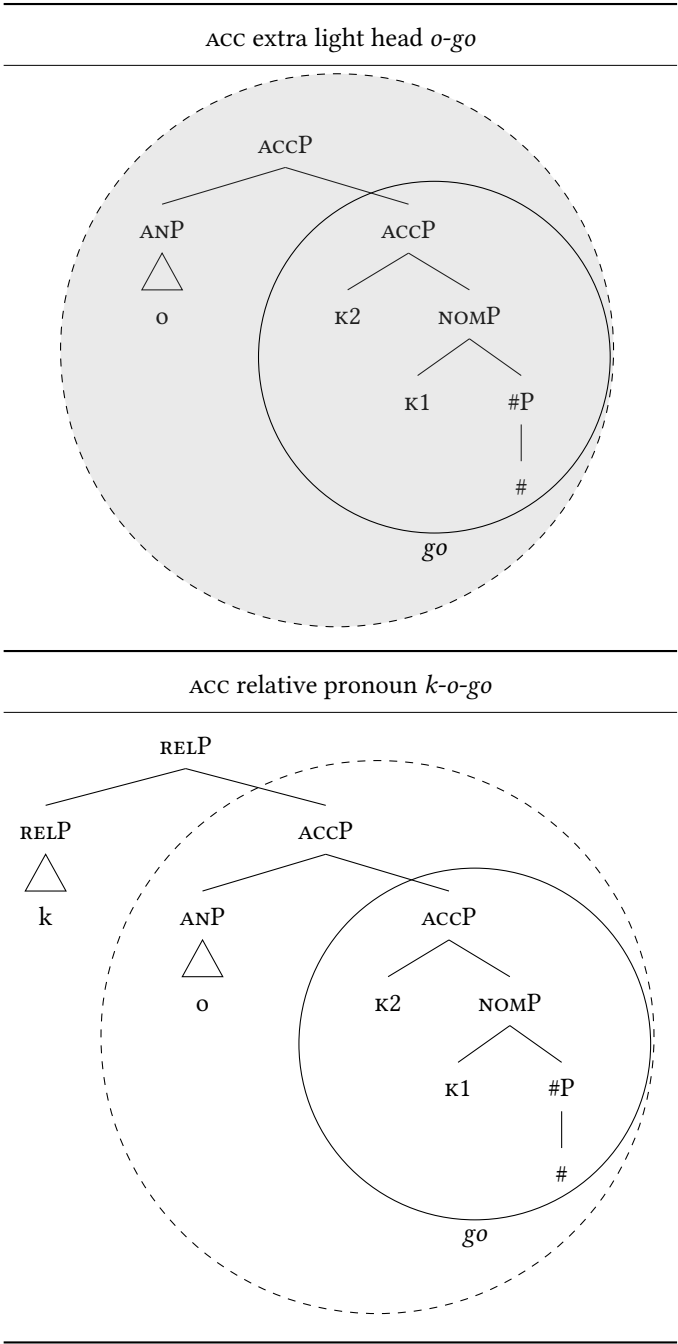 ACC extra light head o-go
ACCP
ANP ACCP
o K2 NOMP
K1 #P
#
go
ACC relative pronoun k-o-go
RELP
RELP ACCP
k ANP ACCP
o K2 NOMP
K1 #P
#
go